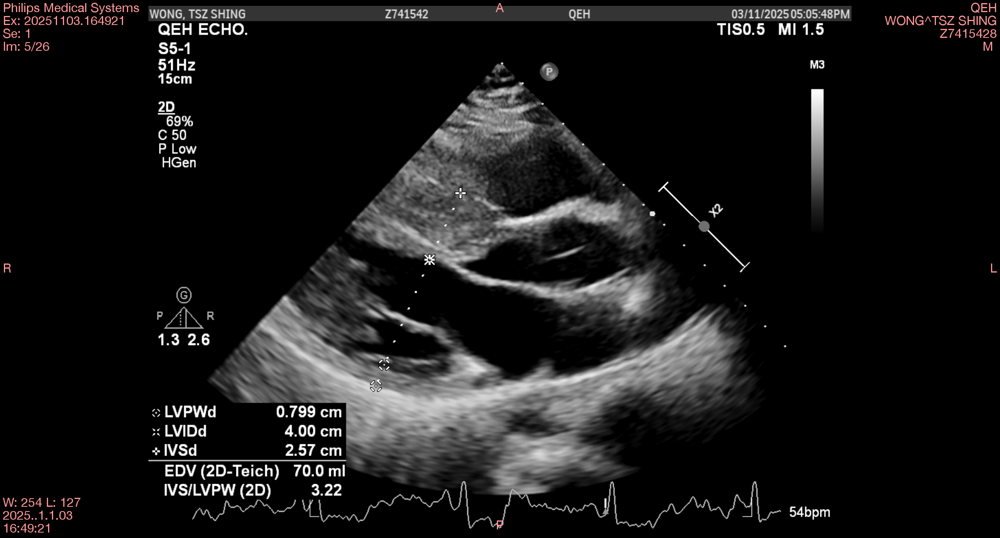 Philips Medical Systems
Ex: 20251103.164921
Se: 1
Im: 5/26
A
QEH
WONG^TSZ SHING
Z7415428
M
WONG, TSZ SHING Z741542 QEH 03/11/2025 05:05:48PM
QEH ECHO.
TIS0.5 MI 1.5
S5-1
51Hz
15cm
2D
69%
C 50
P Low
HGen
P
M3
X2
R
L
G
P R
1.3 2.6
LVPWd 0.799 cm
LVIDd 4.00 cm
IVSd 2.57 cm
EDV (2D-Teich) 70.0 ml
IVS/LVPW (2D) 3.22
W: 254 L: 127
2025..1.1.03
16:49:21
P
54bpm